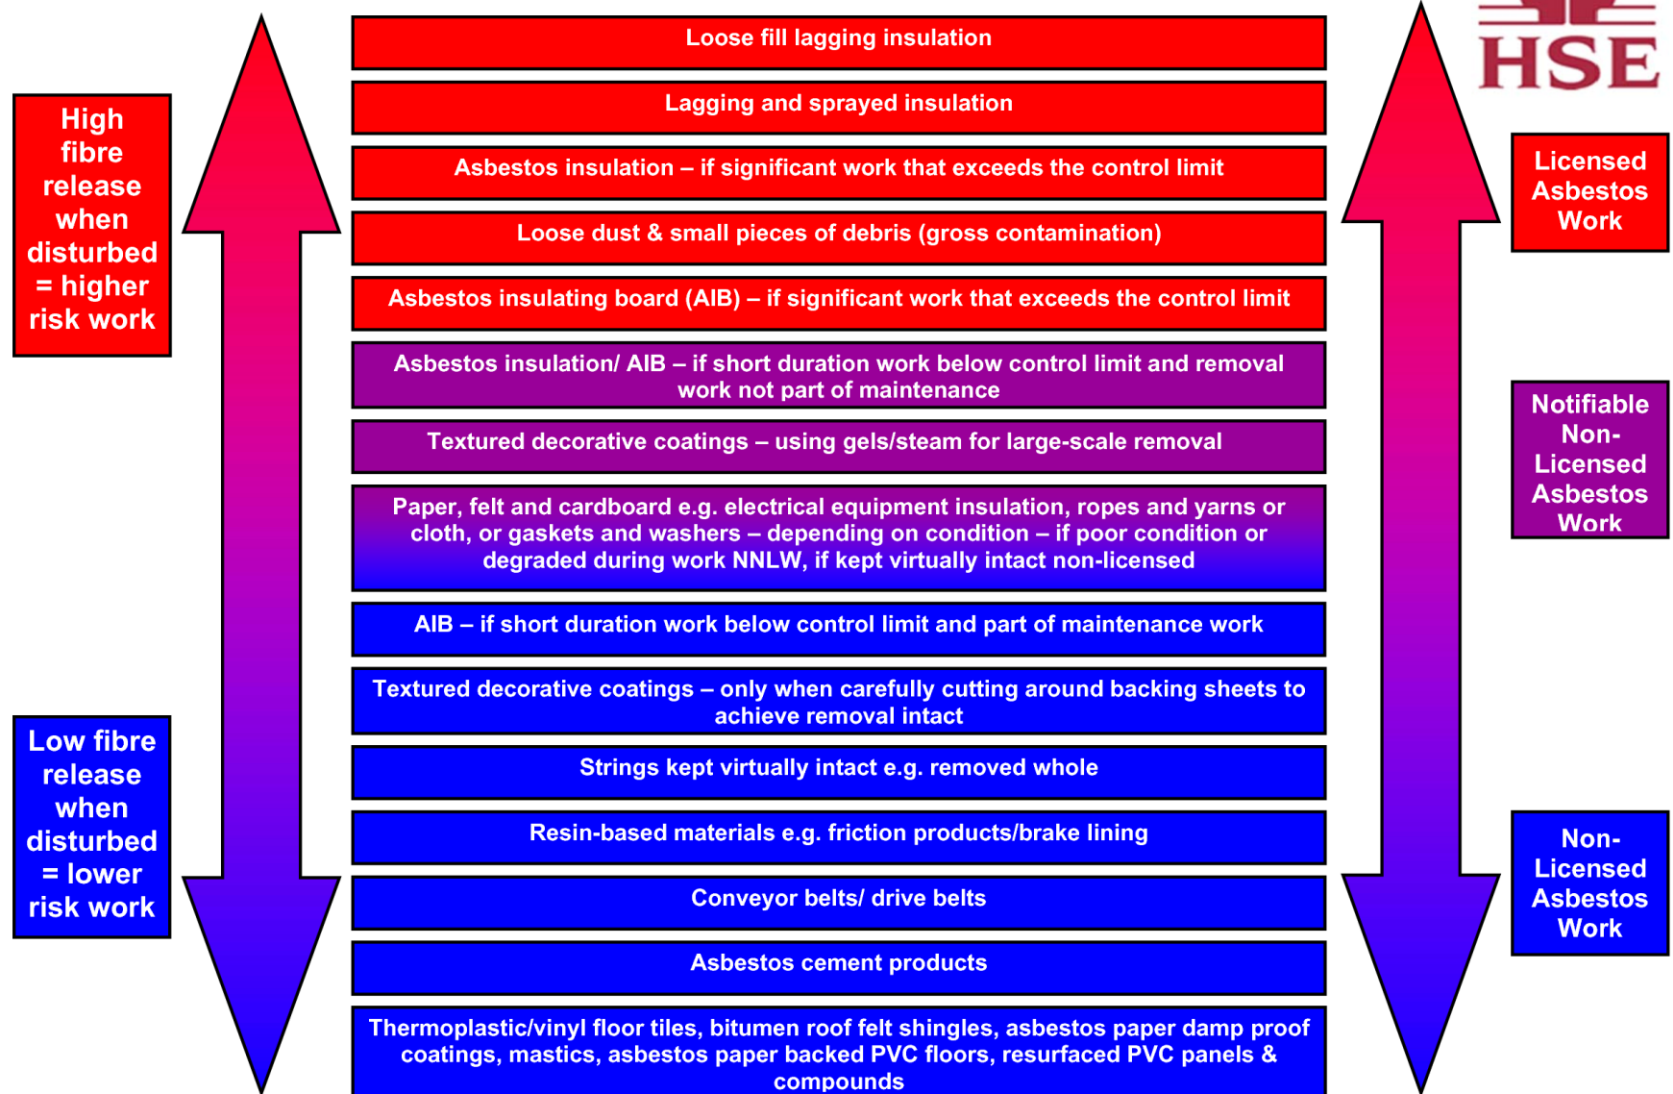 HSE
High
fibre
release
when
disturbed
= higher
risk work
Low fibre
release
when
disturbed
= lower
risk work
Loose fill lagging insulation
Lagging and sprayed insulation
Asbestos insulation – if significant work that exceeds the control limit
Loose dust & small pieces of debris (gross contamination)
Asbestos insulating board (AIB) – if significant work that exceeds the control limit
Asbestos insulation/ AIB – if short duration work below control limit and removal
work not part of maintenance
Textured decorative coatings – using gels/steam for large-scale removal
Paper, felt and cardboard e.g. electrical equipment insulation, ropes and yarns or
cloth, or gaskets and washers – depending on condition – if poor condition or
degraded during work NNLW, if kept virtually intact non-licensed
AIB – if short duration work below control limit and part of maintenance work
Textured decorative coatings – only when carefully cutting around backing sheets to
achieve removal intact
Strings kept virtually intact e.g. removed whole
Resin-based materials e.g. friction products/brake lining
Conveyor belts/ drive belts
Asbestos cement products
Thermoplastic/vinyl floor tiles, bitumen roof felt shingles, asbestos paper damp proof
coatings, mastics, asbestos paper backed PVC floors, resurfaced PVC panels &
compounds
Licensed
Asbestos
Work
Notifiable
Non-
Licensed
Asbestos
Work
Non-
Licensed
Asbestos
Work